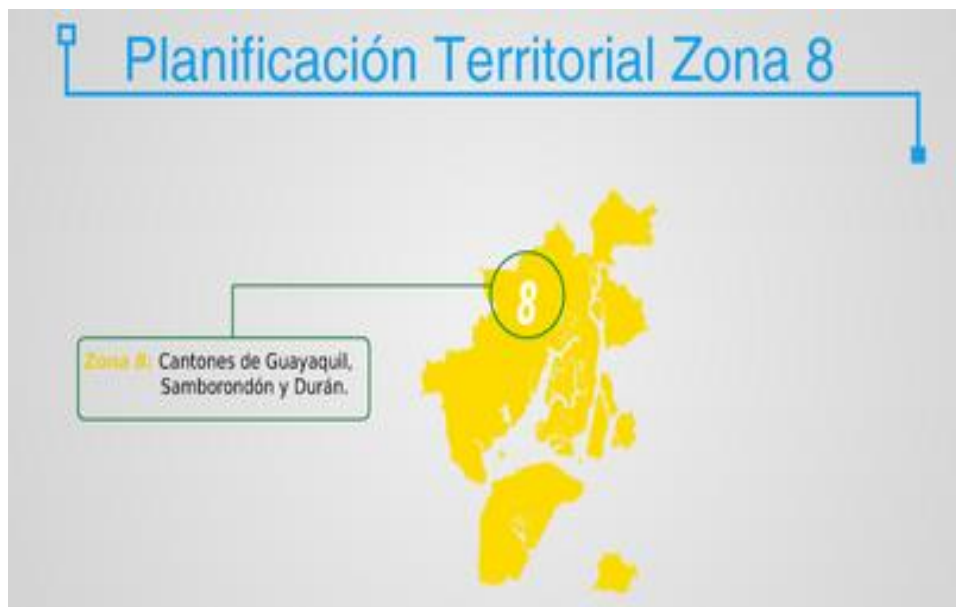 Planificación Territorial Zona 8
8
Zona 8: Cantones de Guayaquil,
Samborondón y Durán.